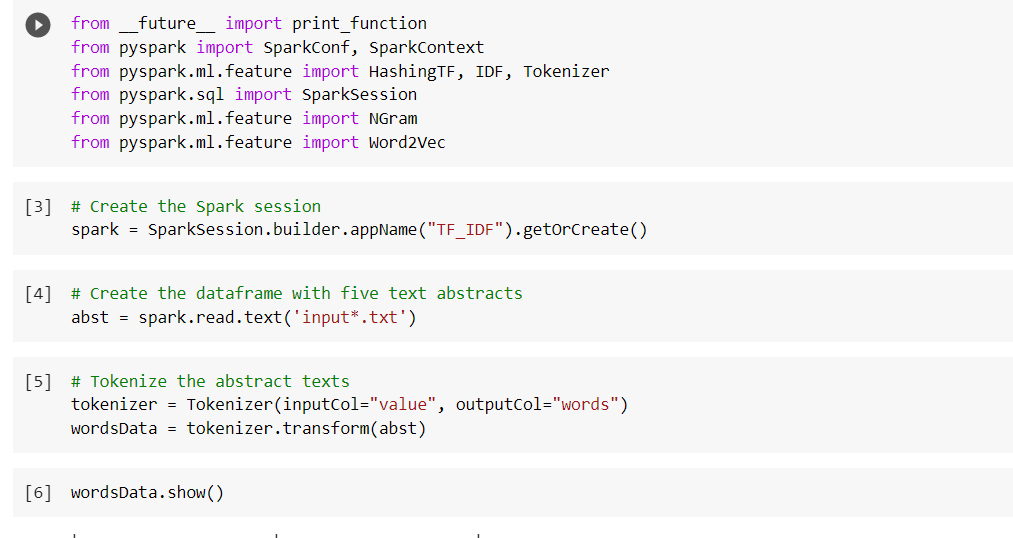 from __future__ import print_function
from pyspark import SparkConf, SparkContext
from pyspark.ml.feature import HashingTF, IDF, Tokenizer
from pyspark.sql import SparkSession
from pyspark.ml.feature import NGram
from pyspark.ml.feature import Word2Vec
[3] # Create the Spark session
spark = SparkSession.builder.appName("TF_IDF").getOrCreate()
[4] # Create the dataframe with five text abstracts
abst = spark.read.text('input*.txt')
[5] # Tokenize the abstract texts
tokenizer = Tokenizer(inputCol="value", outputCol="words")
wordsData = tokenizer.transform(abst)
[6] wordsData.show()